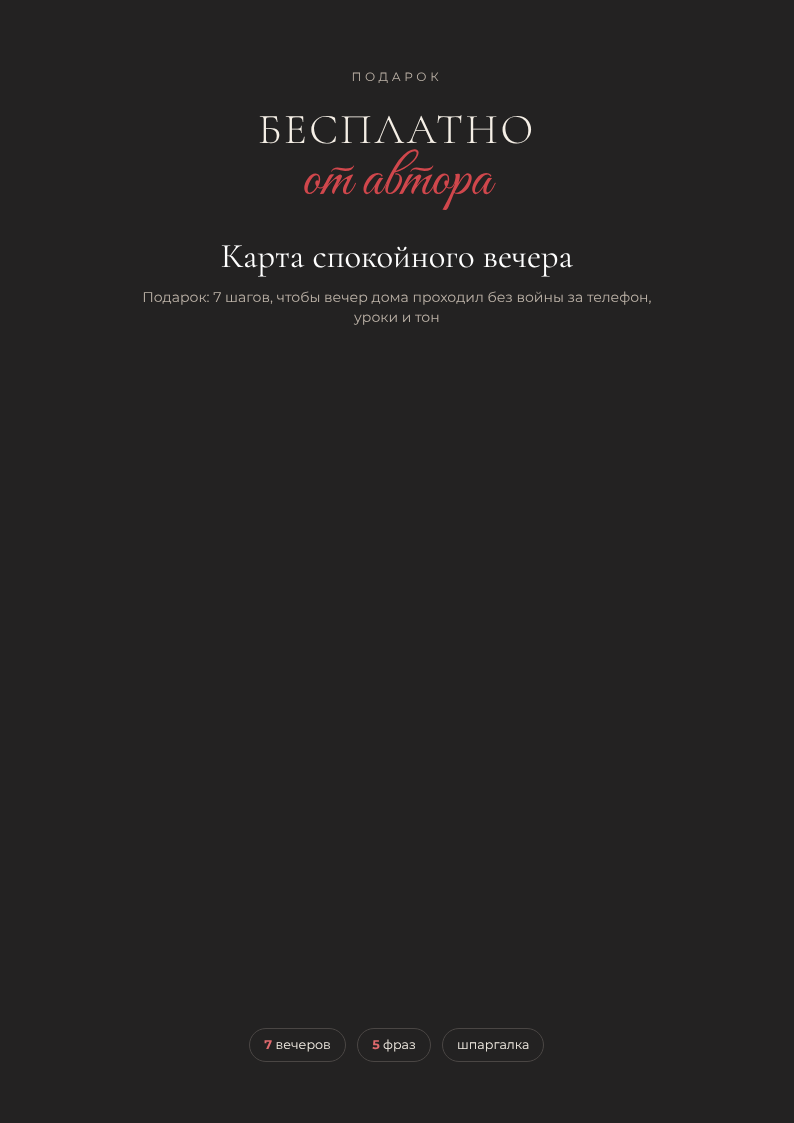 ПОДАРОК
БЕСПЛАТНО
от автора
Карта спокойного вечера
Подарок: 7 шагов, чтобы вечер дома проходил без войны за телефон,
уроки и тон
7 вечеров
5 фраз
шпаргалка